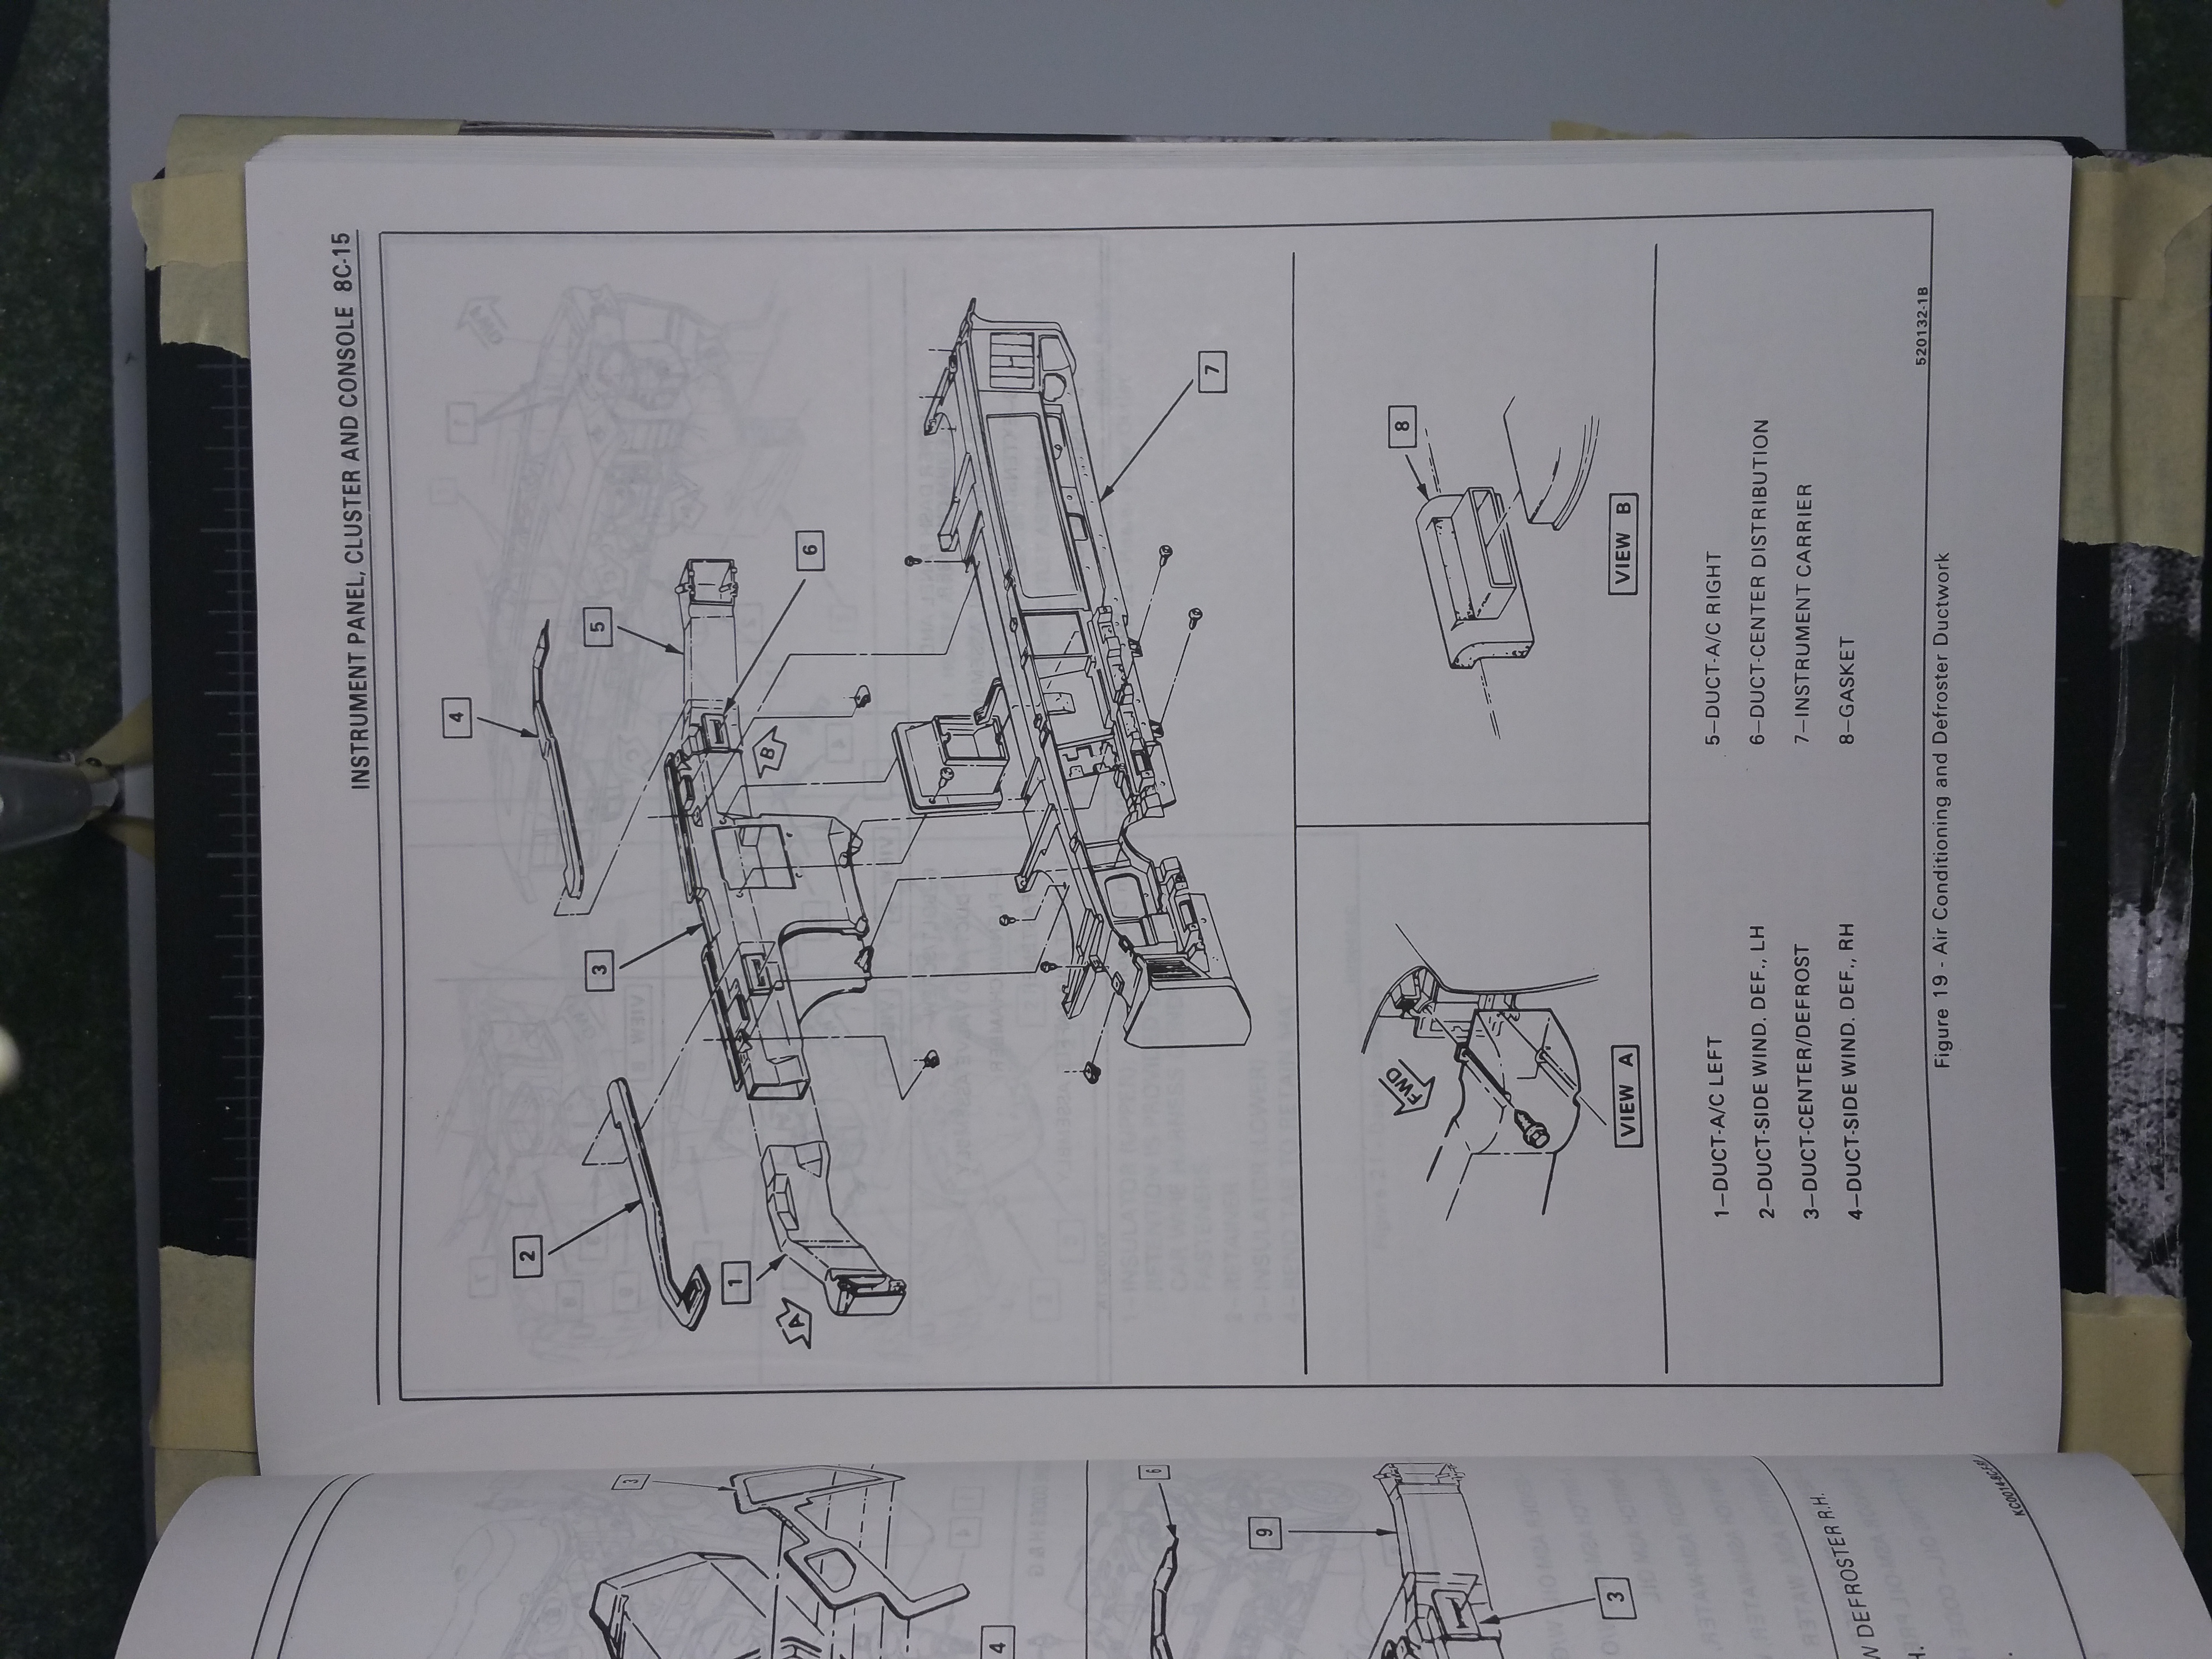 INSTRUMENT PANEL, CLUSTER AND CONSOLE 8C-15
4
5
6
2
3
1
A
B
7
FWD
VIEW A
8
VIEW B
1—DUCT-A/C LEFT
2—DUCT-SIDE WIND. DEF., LH
3—DUCT-CENTER/DEFROST
4—DUCT-SIDE WIND. DEF., RH
5—DUCT-A/C RIGHT
6—DUCT-CENTER DISTRIBUTION
7—INSTRUMENT CARRIER
8—GASKET
520132-1B
Figure 19 - Air Conditioning and Defroster Ductwork
3
4
6
9
3
W DEFROSTER R.H.
H.